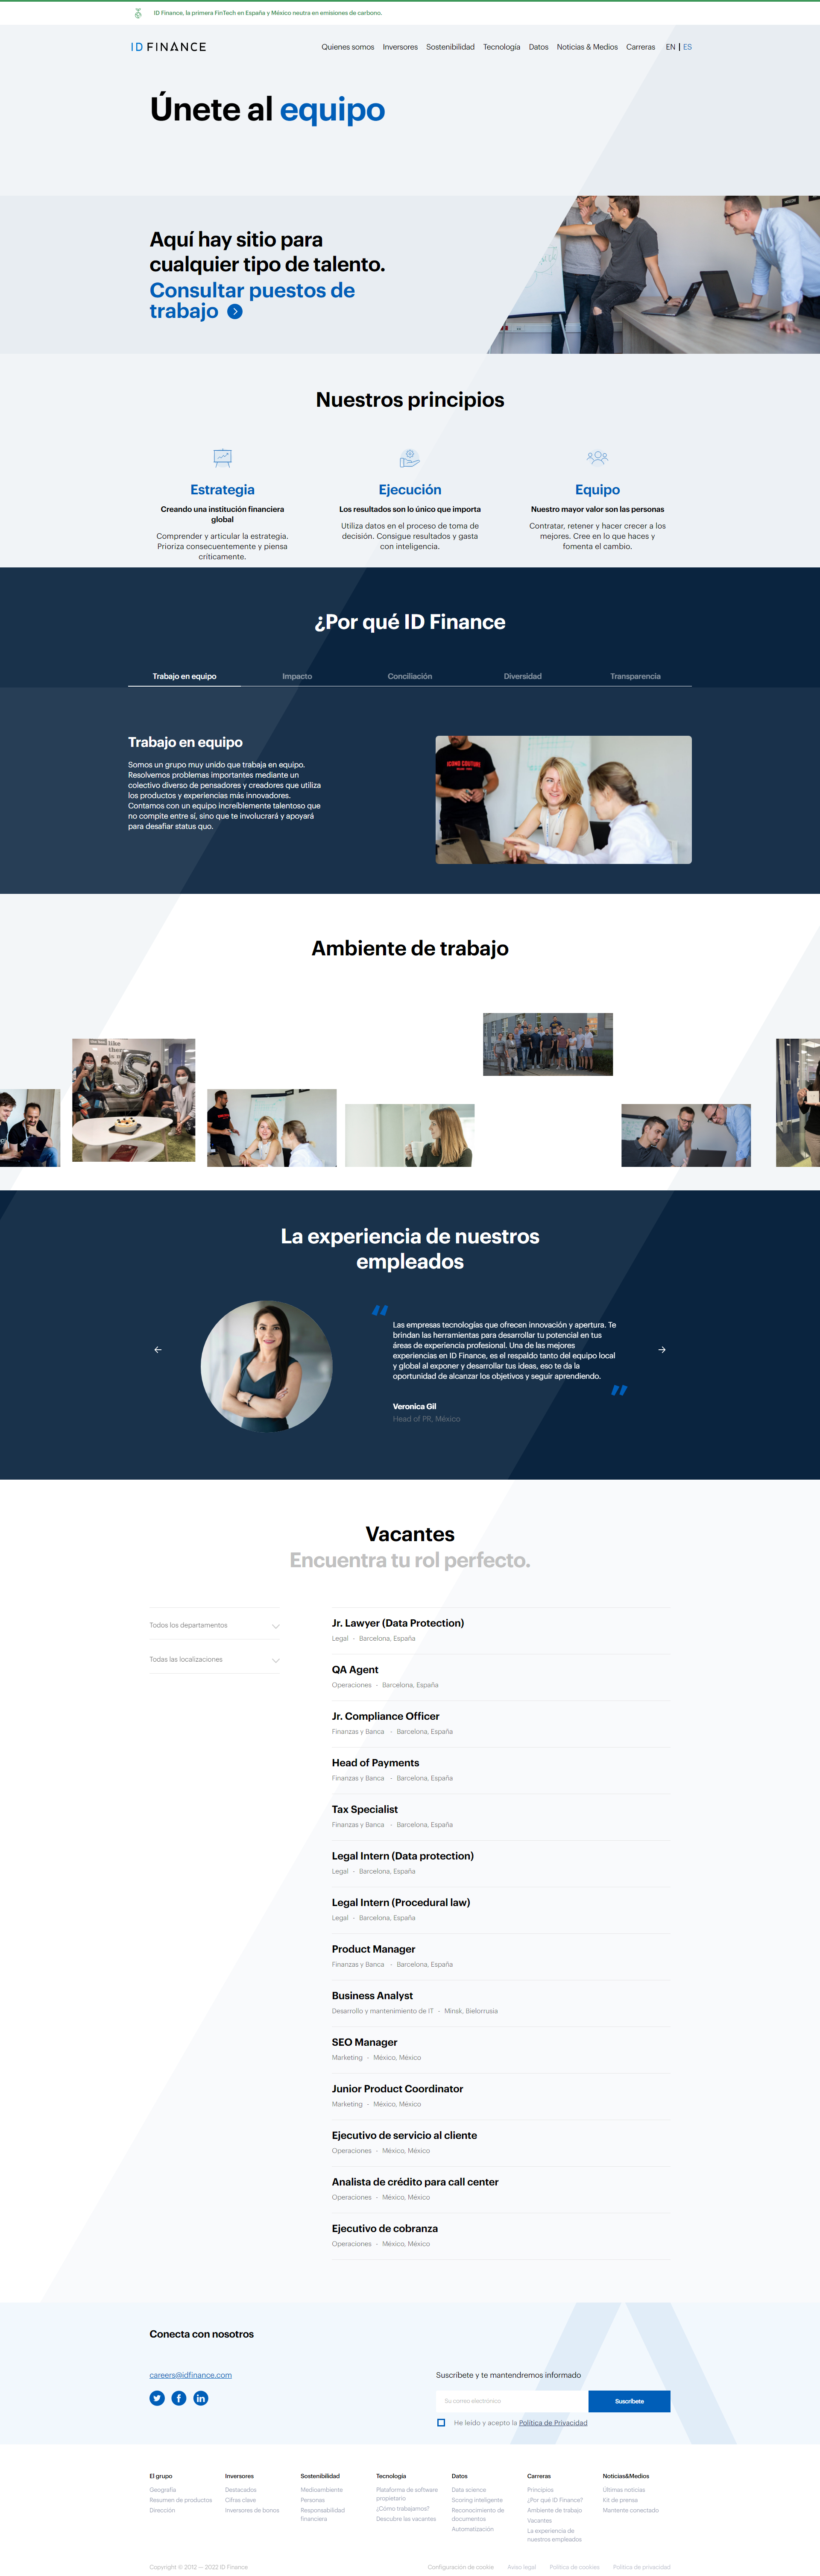 ID Finance, la primera FinTech en España y México neutra en emisiones de carbono.
ID FINANCE
Quienes somos Inversores Sostenibilidad Tecnología Datos Noticias & Medios Carreras EN | ES
Únete al equipo
Aquí hay sitio para
cualquier tipo de talento.
Consultar puestos de
trabajo
Nuestros principios
Estrategia
Creando una institución financiera
global
Comprender y articular la estrategia.
Prioriza consecuentemente y piensa
críticamente.
Ejecución
Los resultados son lo único que importa
Utiliza datos en el proceso de toma de
decisión. Consigue resultados y gasta
con inteligencia.
Equipo
Nuestro mayor valor son las personas
Contratar, retener y hacer crecer a los
mejores. Cree en lo que haces y
fomenta el cambio.
¿Por qué ID Finance
Trabajo en equipo Impacto Conciliación Diversidad Transparencia
Trabajo en equipo
Somos un grupo muy unido que trabaja en equipo.
Resolvemos problemas importantes mediante un
colectivo diverso de pensadores y creadores que utiliza
los productos y experiencias más innovadores.
Contamos con un equipo increíblemente talentoso que
no compite entre sí, sino que te involucrará y apoyará
para desafiar status quo.
Ambiente de trabajo
La experiencia de nuestros
empleados
Las empresas tecnologías que ofrecen innovación y apertura. Te
brindan las herramientas para desarrollar tu potencial en tus
áreas de experiencia profesional. Una de las mejores
experiencias en ID Finance, es el respaldo tanto del equipo local
y global al exponer y desarrollar tus ideas, eso te da la
oportunidad de alcanzar los objetivos y seguir aprendiendo.
Veronica Gil
Head of PR, México
Vacantes
Encuentra tu rol perfecto.
Todos los departamentos
Todas las localizaciones
Jr. Lawyer (Data Protection)
Legal - Barcelona, España
QA Agent
Operaciones - Barcelona, España
Jr. Compliance Officer
Finanzas y Banca - Barcelona, España
Head of Payments
Finanzas y Banca - Barcelona, España
Tax Specialist
Finanzas y Banca - Barcelona, España
Legal Intern (Data protection)
Legal - Barcelona, España
Legal Intern (Procedural law)
Legal - Barcelona, España
Product Manager
Finanzas y Banca - Barcelona, España
Business Analyst
Desarrollo y mantenimiento de IT - Minsk, Bielorrusia
SEO Manager
Marketing - México, México
Junior Product Coordinator
Marketing - México, México
Ejecutivo de servicio al cliente
Operaciones - México, México
Analista de crédito para call center
Operaciones - México, México
Ejecutivo de cobranza
Operaciones - México, México
Conecta con nosotros
careers@idfinance.com
Suscríbete y te mantendremos informado
Su correo electrónico
Suscríbete
He leído y acepto la Política de Privacidad
El grupo
Geografía
Resumen de productos
Dirección
Inversores
Destacados
Cifras clave
Inversores de bonos
Sostenibilidad
Medioambiente
Personas
Responsabilidad
financiera
Tecnología
Plataforma de software
propietario
¿Cómo trabajamos?
Descubre las vacantes
Datos
Data science
Scoring inteligente
Reconocimiento de
documentos
Automatización
Carreras
Principios
¿Por qué ID Finance?
Ambiente de trabajo
Vacantes
La experiencia de
nuestros empleados
Noticias&Medios
Últimas noticias
Kit de prensa
Mantente conectado
Copyright © 2012 — 2022 ID Finance
Configuración de cookie Aviso legal Política de cookies Política de privacidad